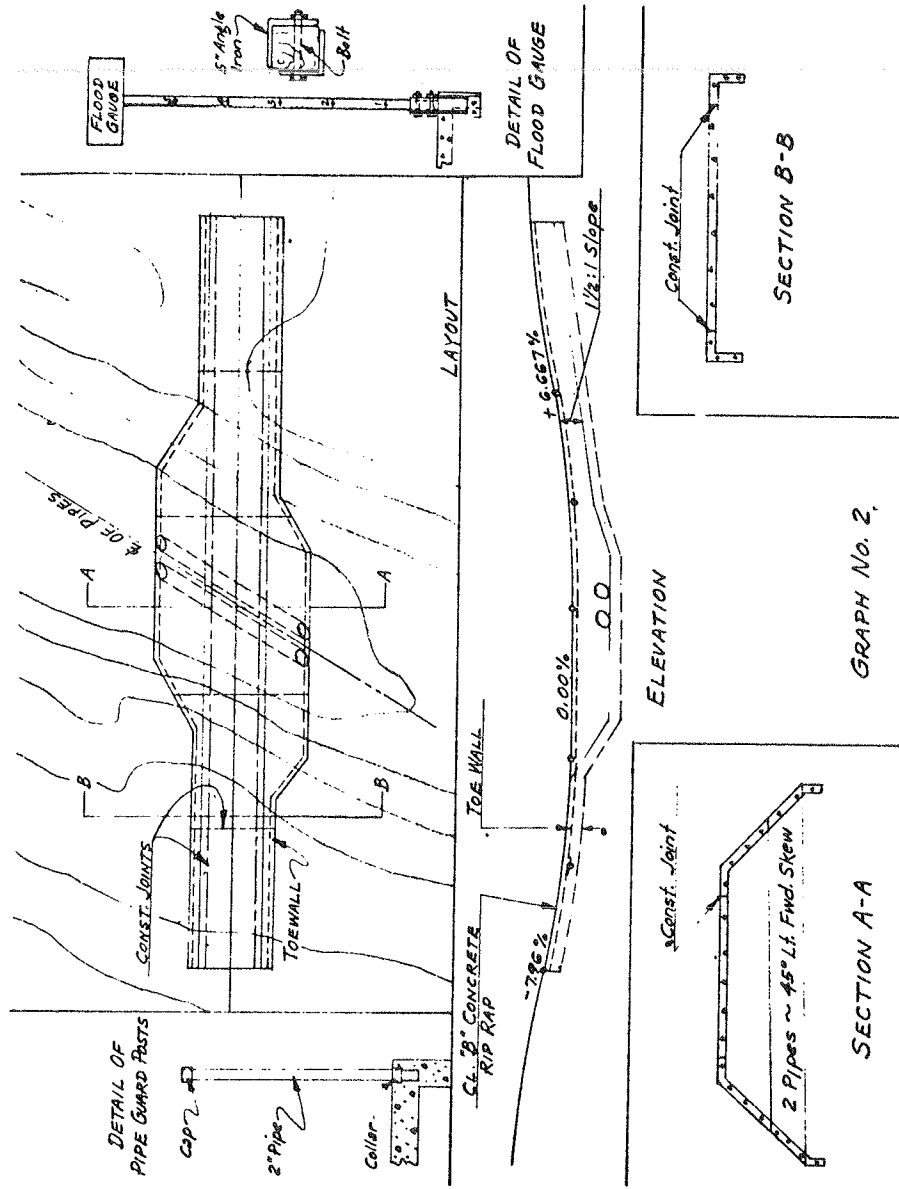 DETAIL OF
PIPE GUARD POSTS
Cap
2" Pipe
Collar
CONST. JOINTS
TOEWALL
B
B
A
A
℄ OF PIPES
LAYOUT
FLOOD
GAUGE
5" Angle
Iron
Bolt
DETAIL OF
FLOOD GAUGE
CL. "B" CONCRETE
RIP RAP
TOE WALL
-7.96%
0.00%
+6.667%
1½:1 Slope
ELEVATION
Const. Joint
2 Pipes ~ 45° Lt. Fwd. Skew
SECTION A-A
GRAPH No. 2.
Const. Joint
SECTION B-B